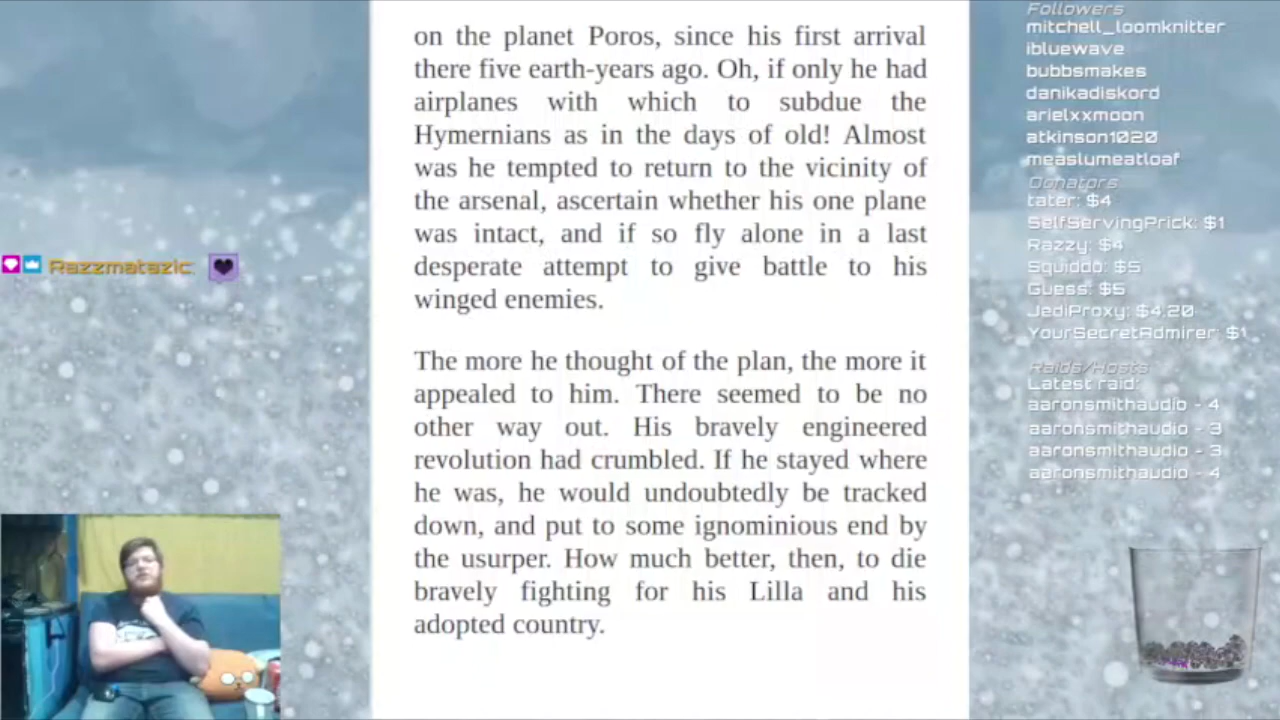 on the planet Poros, since his first arrival
there five earth-years ago. Oh, if only he had
airplanes with which to subdue the
Hymernians as in the days of old! Almost
was he tempted to return to the vicinity of
the arsenal, ascertain whether his one plane
was intact, and if so fly alone in a last
desperate attempt to give battle to his
winged enemies.
The more he thought of the plan, the more it
appealed to him. There seemed to be no
other way out. His bravely engineered
revolution had crumbled. If he stayed where
he was, he would undoubtedly be tracked
down, and put to some ignominious end by
the usurper. How much better, then, to die
bravely fighting for his Lilla and his
adopted country.
Razzmatazic
Followers
mitchell_loomknitter
ibluewave
bubbsmakes
danikadiskord
arielxxmoon
atkinson1020
measlymeatloaf
Donators
tater: $4
SelfServingPrick: $1
Razzy: $4
Squiddo: $5
Guess: $5
JediProxy: $4.20
YourSecretAdmirer: $1
Raids/Hosts
Latest raid:
aaronsmithaudio - 4
aaronsmithaudio - 3
aaronsmithaudio - 3
aaronsmithaudio - 4